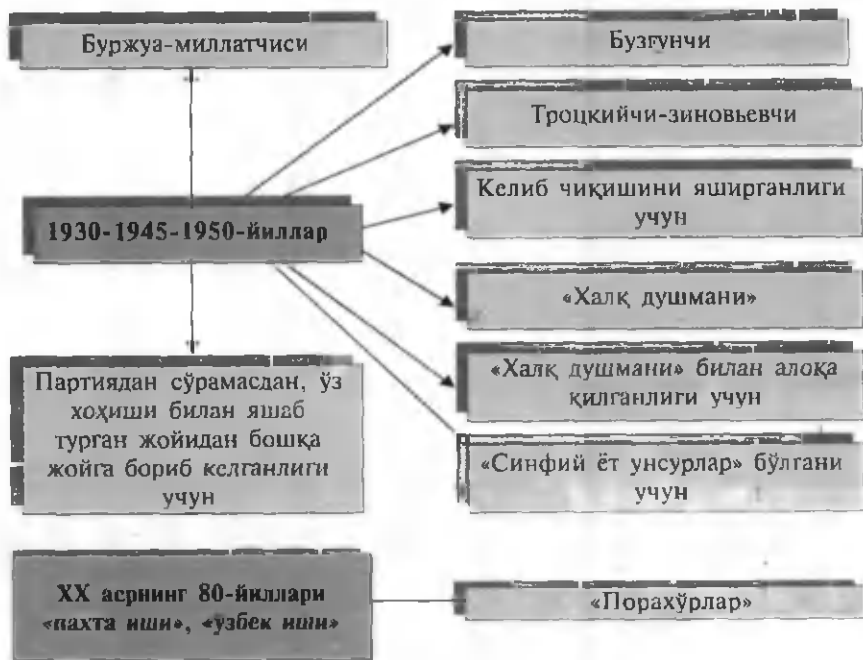 Буржуа-миллатчиси
Бузғунчи
Троцкийчи-зиновьевчи
Келиб чиқишини яширганлиги
учун
1930-1945-1950-йиллар
«Халқ душмани»
Партиядан сўрамасдан, ўз
хоҳиши билан яшаб
турган жойидан бошқа
жойга бориб келганлиги
учун
«Халқ душмани» билан алоқа
қилганлиги учун
«Синфий ёт унсурлар» бўлгани
учун
XX асрнинг 80-йиллари
«пахта иши», «ўзбек иши»
«Порахўрлар»